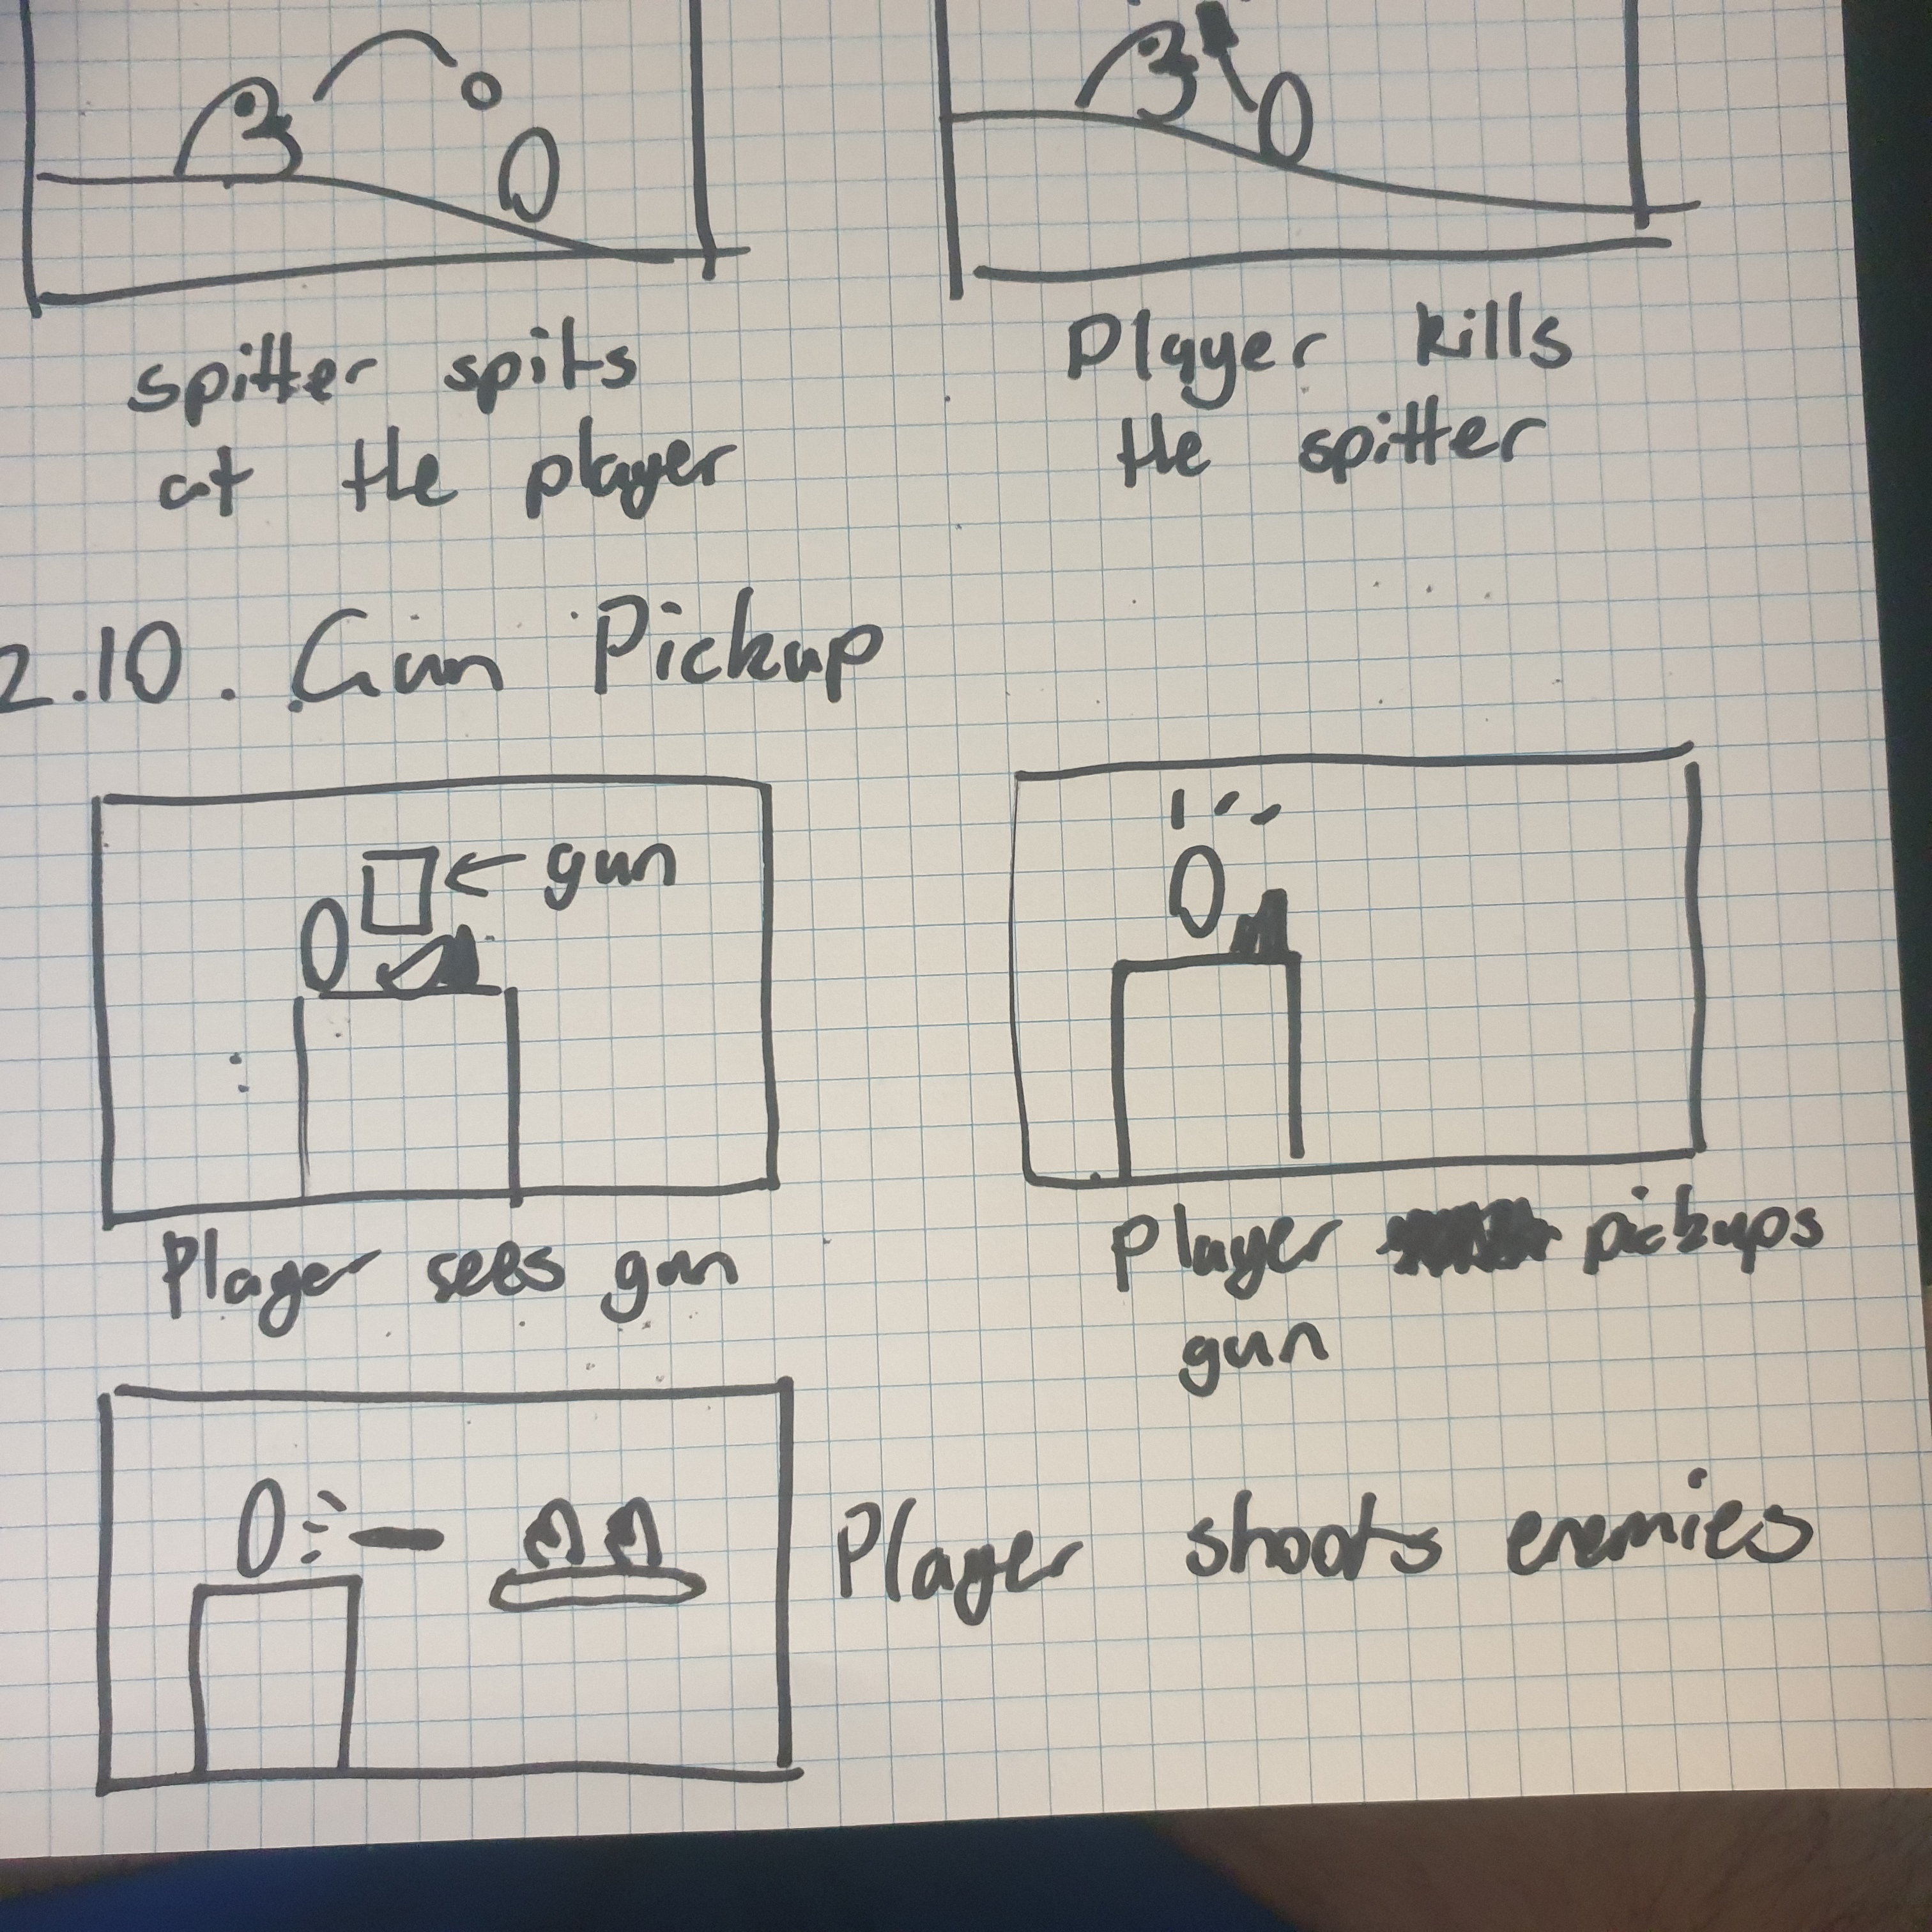 spitter spits
at the player
Player kills
the spitter
2.10. Gun Pickup
gun
Player sees gun
player pickups
gun
Player shoots enemies